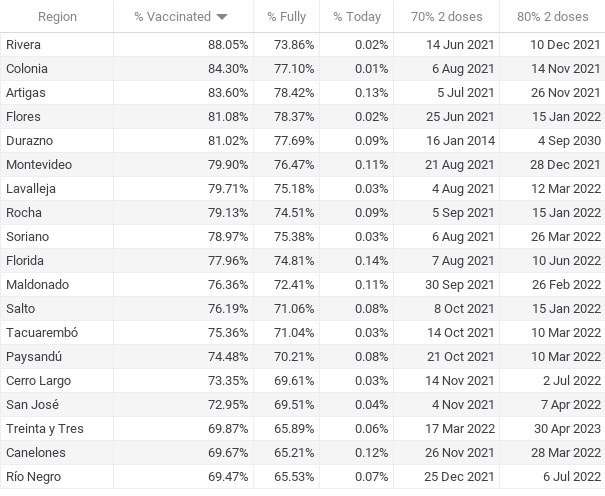 Region % Vaccinated % Fully % Today 70% 2 doses 80% 2 doses
Rivera 88.05% 73.86% 0.02% 14 Jun 2021 10 Dec 2021
Colonia 84.30% 77.10% 0.01% 6 Aug 2021 14 Nov 2021
Artigas 83.60% 78.42% 0.13% 5 Jul 2021 26 Nov 2021
Flores 81.08% 78.37% 0.02% 25 Jun 2021 15 Jan 2022
Durazno 81.02% 77.69% 0.09% 16 Jan 2014 4 Sep 2030
Montevideo 79.90% 76.47% 0.11% 21 Aug 2021 28 Dec 2021
Lavalleja 79.71% 75.18% 0.03% 4 Aug 2021 12 Mar 2022
Rocha 79.13% 74.51% 0.09% 5 Sep 2021 15 Jan 2022
Soriano 78.97% 75.38% 0.03% 6 Aug 2021 26 Mar 2022
Florida 77.96% 74.81% 0.14% 7 Aug 2021 10 Jun 2022
Maldonado 76.36% 72.41% 0.11% 30 Sep 2021 26 Feb 2022
Salto 76.19% 71.06% 0.08% 8 Oct 2021 15 Jan 2022
Tacuarembó 75.36% 71.04% 0.03% 14 Oct 2021 10 Mar 2022
Paysandú 74.48% 70.21% 0.08% 21 Oct 2021 10 Mar 2022
Cerro Largo 73.35% 69.61% 0.03% 14 Nov 2021 2 Jul 2022
San José 72.95% 69.51% 0.04% 4 Nov 2021 7 Apr 2022
Treinta y Tres 69.87% 65.89% 0.06% 17 Mar 2022 30 Apr 2023
Canelones 69.67% 65.21% 0.12% 26 Nov 2021 28 Mar 2022
Río Negro 69.47% 65.53% 0.07% 25 Dec 2021 6 Jul 2022